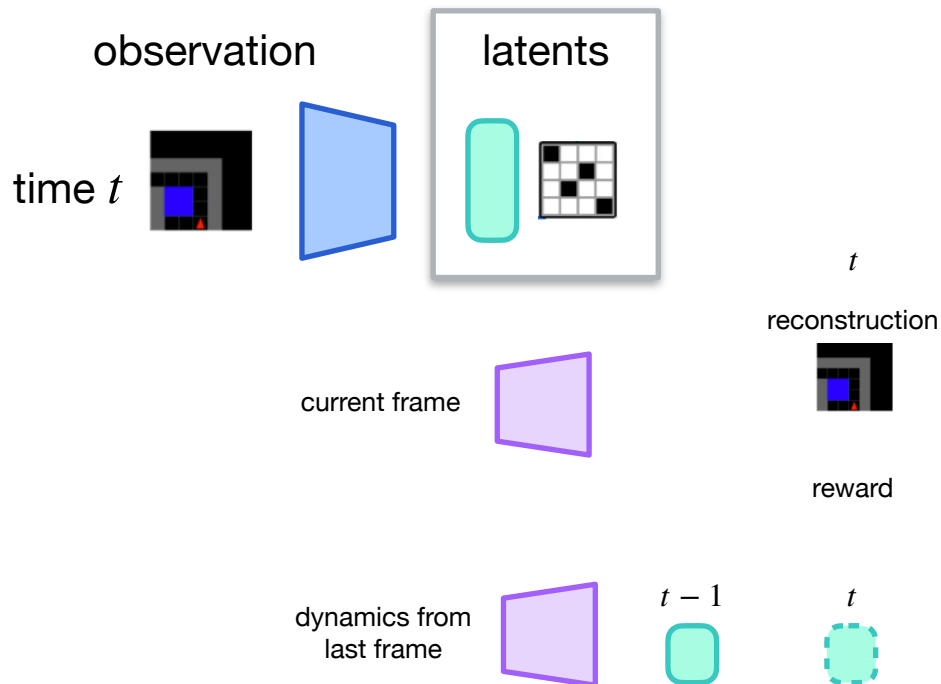 observation
latents
time t
t
reconstruction
current frame
reward
t − 1
t
dynamics from
last frame